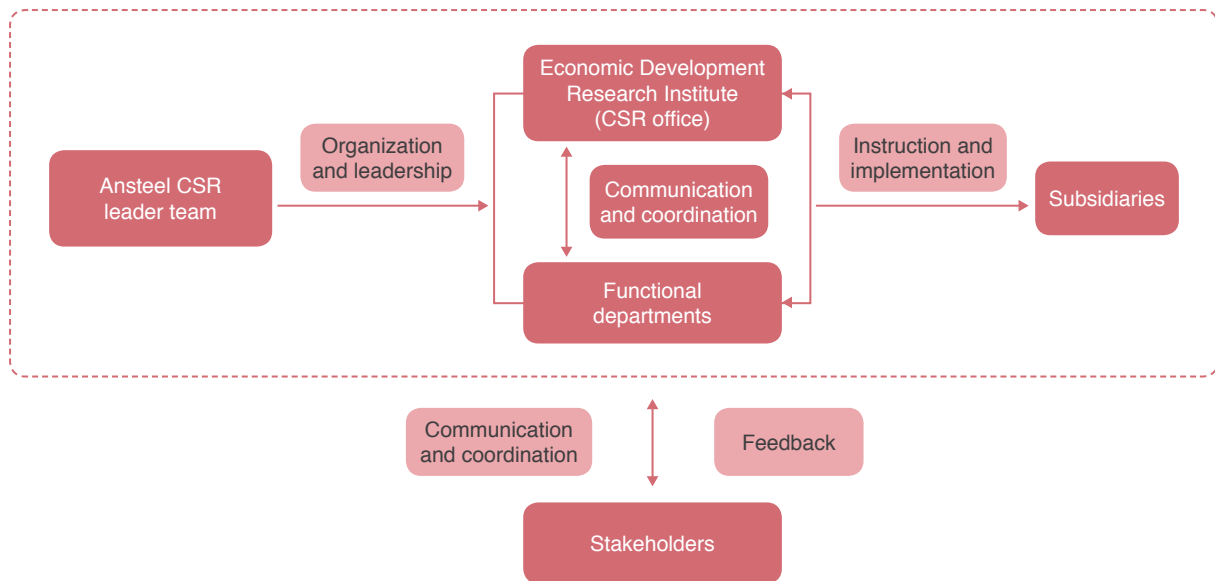 Economic Development
Research Institute
(CSR office)
Organization
and leadership
Instruction and
implementation
Ansteel CSR
leader team
Communication
and coordination
Subsidiaries
Functional
departments
Communication
and coordination
Feedback
Stakeholders